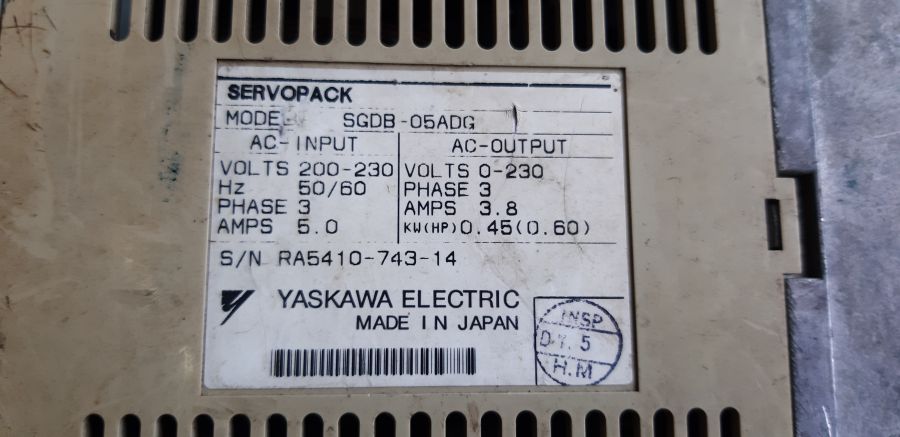 SERVOPACK
MODEL SGDB-05ADG
AC-INPUT
VOLTS 200-230
Hz 50/60
PHASE 3
AMPS 5.0
AC-OUTPUT
VOLTS 0-230
PHASE 3
AMPS 3.8
KW(HP) 0.45(0.60)
S/N RA5410-743-14
YASKAWA ELECTRIC
MADE IN JAPAN
INSP
H.M